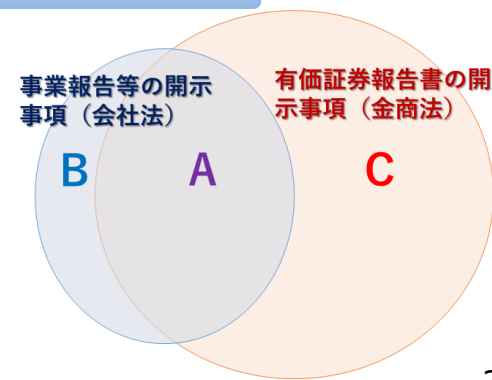 事業報告等の開示
事項（会社法）
有価証券報告書の開
示事項（金商法）
B
A
C